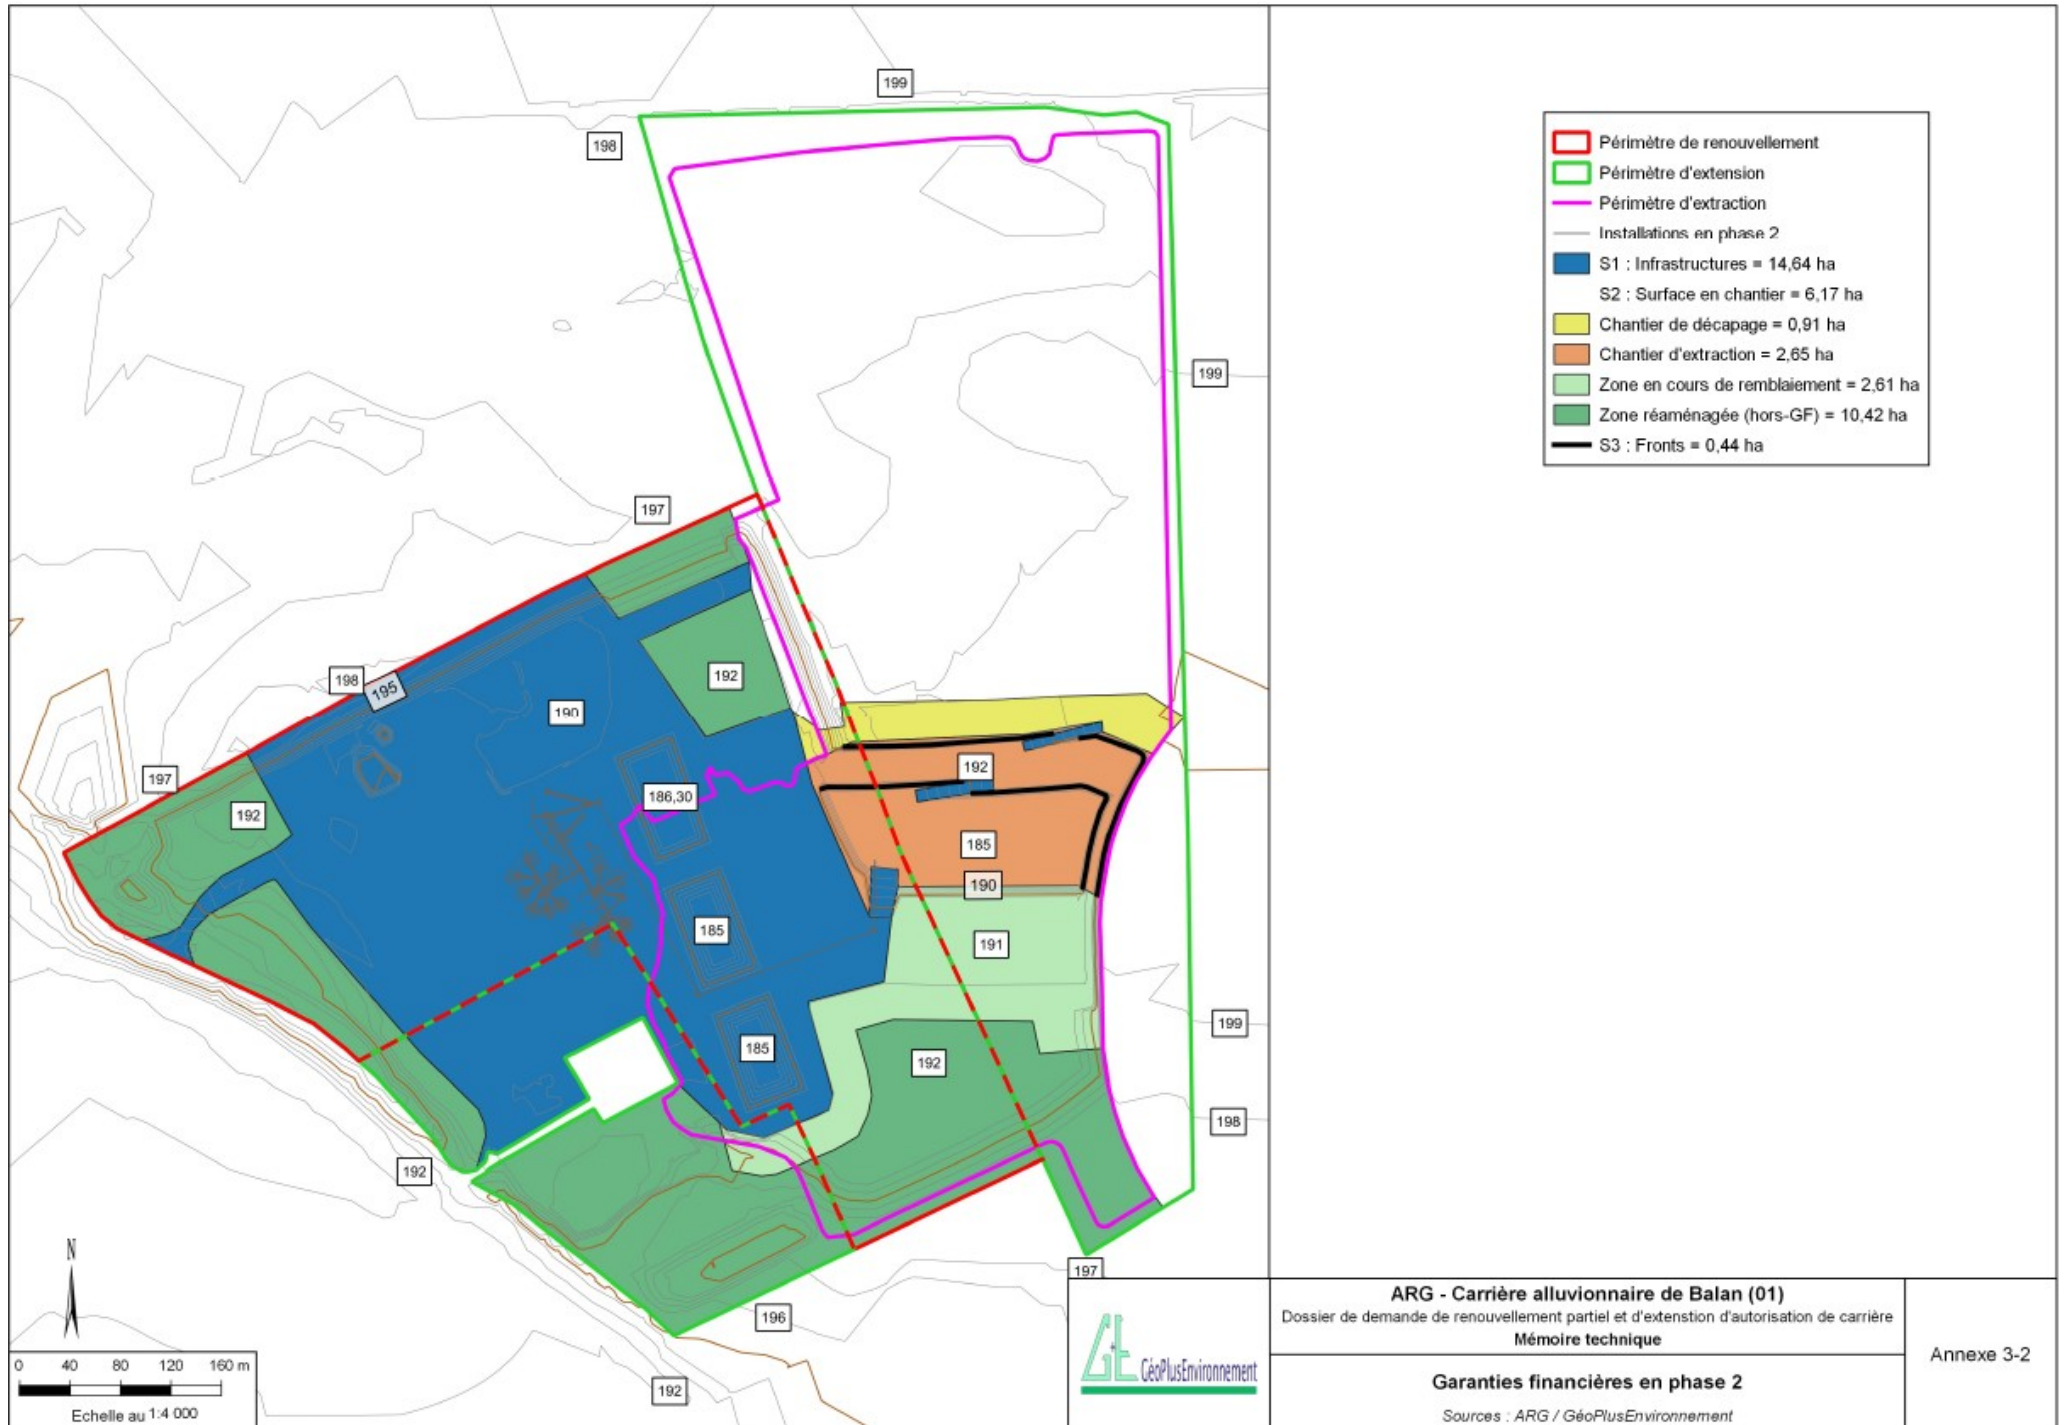 199
198
Périmètre de renouvellement
Périmètre d'extension
Périmètre d'extraction
Installations en phase 2
S1 : Infrastructures = 14,64 ha
S2 : Surface en chantier = 6,17 ha
Chantier de décapage = 0,91 ha
Chantier d'extraction = 2,65 ha
Zone en cours de remblaiement = 2,61 ha
Zone réaménagée (hors-GF) = 10,42 ha
S3 : Fronts = 0,44 ha
199
197
192
198
195
190
197
192
186,30
192
185
190
185
191
199
185
192
198
192
197
196
192
N
0 40 80 120 160 m
Echelle au 1:4 000
GéoPlusEnvironnement
ARG - Carrière alluvionnaire de Balan (01)
Dossier de demande de renouvellement partiel et d'extenstion d'autorisation de carrière
Mémoire technique
Garanties financières en phase 2
Sources : ARG / GéoPlusEnvironnement
Annexe 3-2